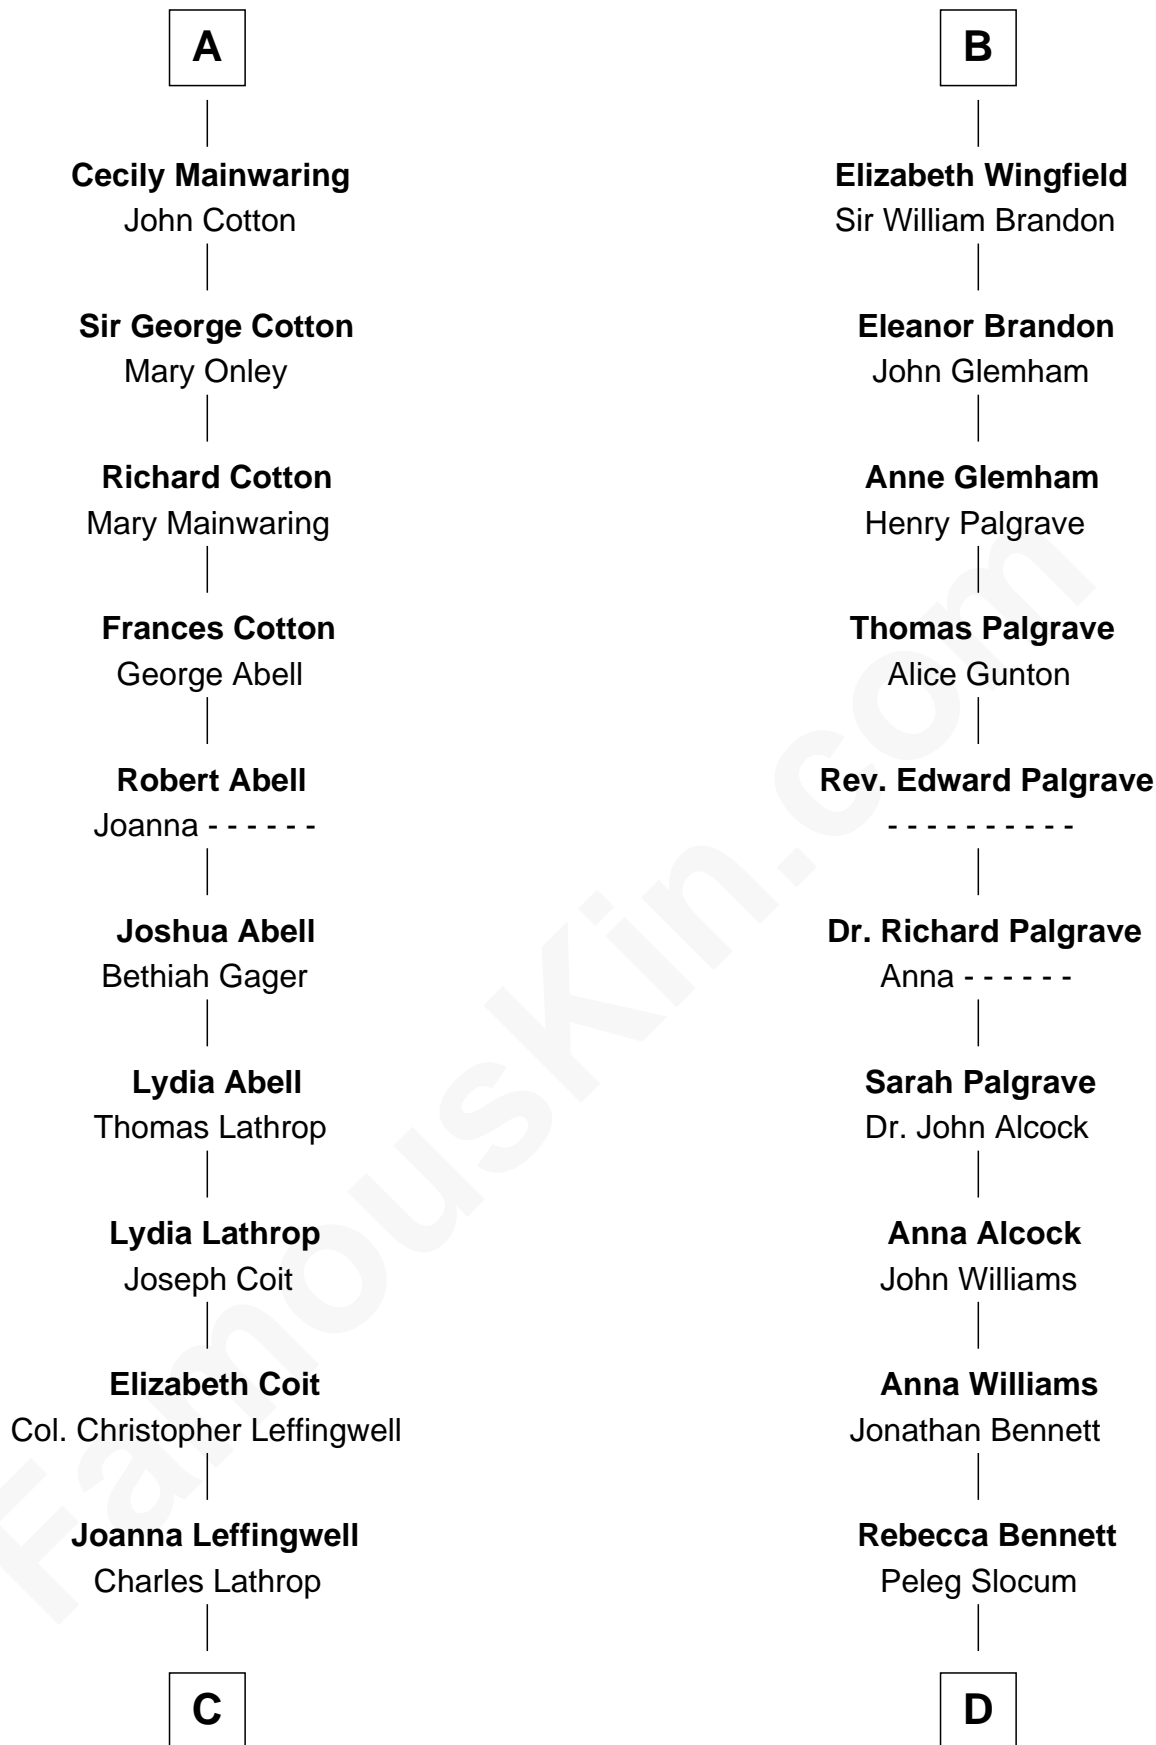 A
Cecily Mainwaring
John Cotton
Sir George Cotton
Mary Onley
Richard Cotton
Mary Mainwaring
Frances Cotton
George Abell
Robert Abell
Joanna - - - - - -
Joshua Abell
Bethiah Gager
Lydia Abell
Thomas Lathrop
Lydia Lathrop
Joseph Coit
Elizabeth Coit
Col. Christopher Leffingwell
Joanna Leffingwell
Charles Lathrop
C
B
Elizabeth Wingfield
Sir William Brandon
Eleanor Brandon
John Glemham
Anne Glemham
Henry Palgrave
Thomas Palgrave
Alice Gunton
Rev. Edward Palgrave
- - - - - - - - - -
Dr. Richard Palgrave
Anna - - - - - -
Sarah Palgrave
Dr. John Alcock
Anna Alcock
John Williams
Anna Williams
Jonathan Bennett
Rebecca Bennett
Peleg Slocum
D
FamousKin.com